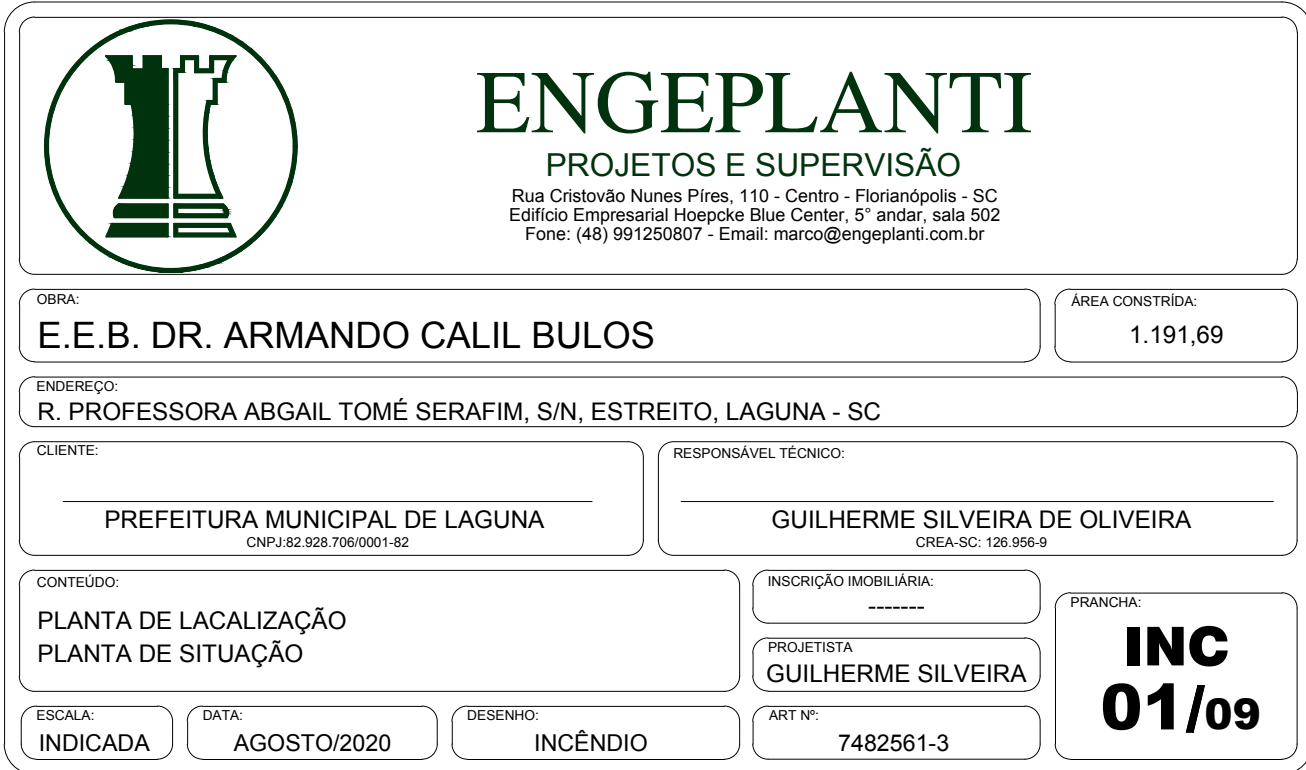 ENGEPLANTI
PROJETOS E SUPERVISÃO
Rua Cristovão Nunes Píres, 110 - Centro - Florianópolis - SC
Edifício Empresarial Hoepcke Blue Center, 5° andar, sala 502
Fone: (48) 991250807 - Email: marco@engeplanti.com.br
OBRA:
E.E.B. DR. ARMANDO CALIL BULOS
ÁREA CONSTRÍDA:
1.191,69
ENDEREÇO:
R. PROFESSORA ABGAIL TOMÉ SERAFIM, S/N, ESTREITO, LAGUNA - SC
CLIENTE:
PREFEITURA MUNICIPAL DE LAGUNA
CNPJ:82.928.706/0001-82
RESPONSÁVEL TÉCNICO:
GUILHERME SILVEIRA DE OLIVEIRA
CREA-SC: 126.956-9
CONTEÚDO:
PLANTA DE LACALIZAÇÃO
PLANTA DE SITUAÇÃO
INSCRIÇÃO IMOBILIÁRIA:
-------
PROJETISTA
GUILHERME SILVEIRA
PRANCHA:
INC
01/09
ESCALA:
INDICADA
DATA:
AGOSTO/2020
DESENHO:
INCÊNDIO
ART Nº:
7482561-3